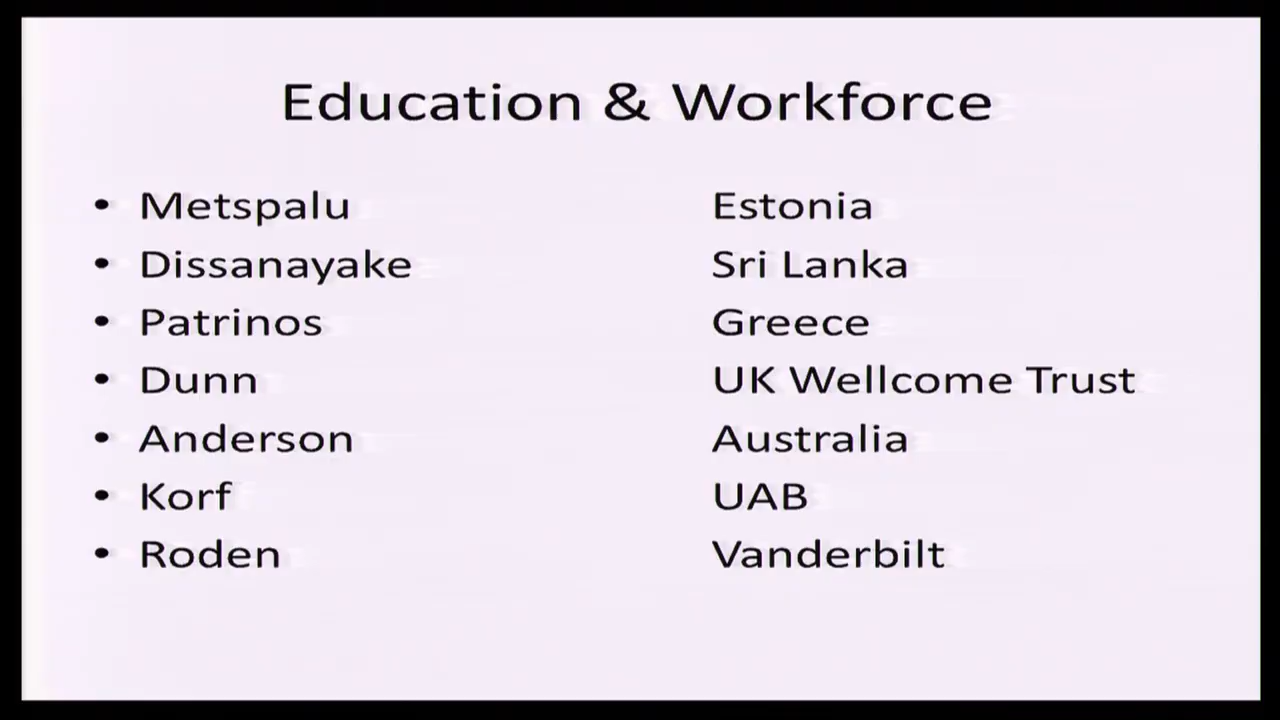 Education & Workforce
• Metspalu Estonia
• Dissanayake Sri Lanka
• Patrinos Greece
• Dunn UK Wellcome Trust
• Anderson Australia
• Korf UAB
• Roden Vanderbilt